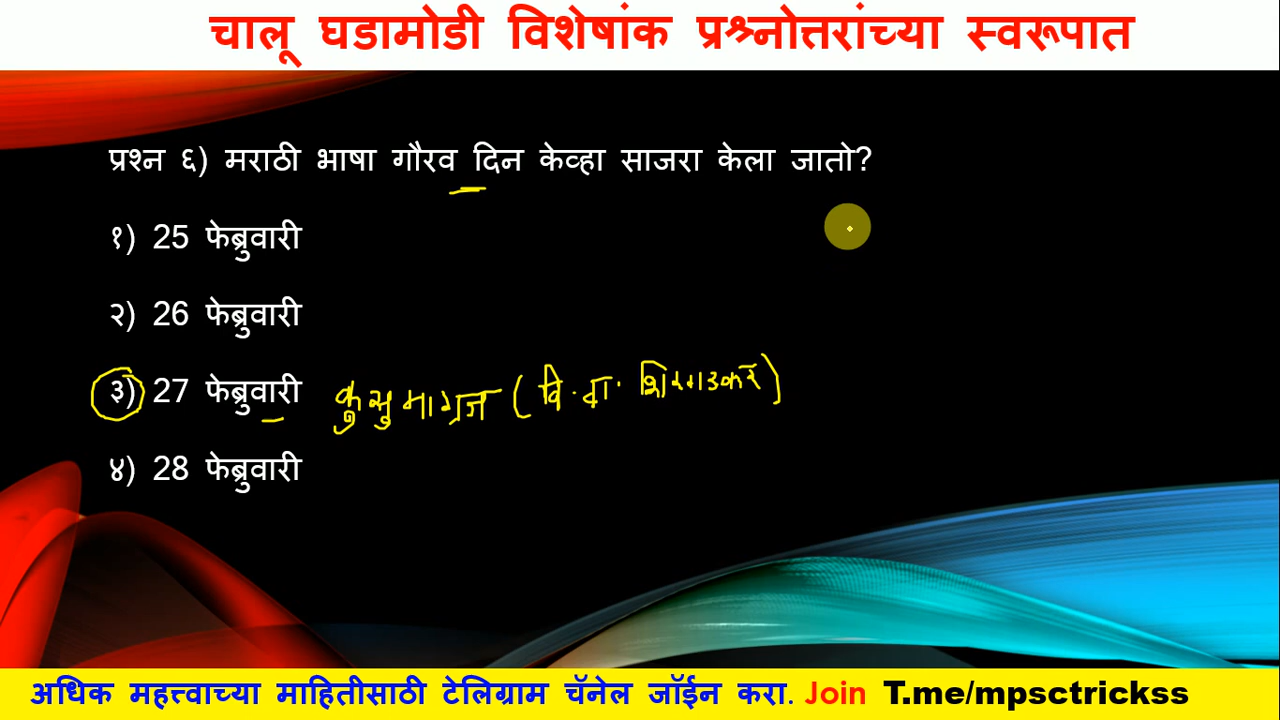 चालू घडामोडी विशेषांक प्रश्नोत्तरांच्या स्वरूपात
प्रश्न ६) मराठी भाषा गौरव दिन केव्हा साजरा केला जातो?
१) 25 फेब्रुवारी
२) 26 फेब्रुवारी
३) 27 फेब्रुवारी कुसुमाग्रज (वि. वा. शिरवाडकर)
४) 28 फेब्रुवारी
अधिक महत्त्वाच्या माहितीसाठी टेलिग्राम चॅनेल जॉईन करा. Join T.me/mpsctrickss